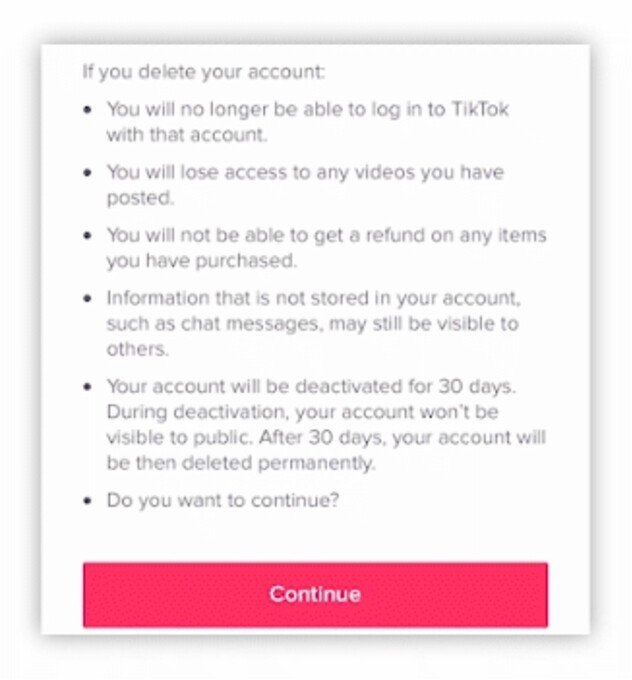 If you delete your account:
• You will no longer be able to log in to TikTok
with that account.
• You will lose access to any videos you have
posted.
• You will not be able to get a refund on any items
you have purchased.
• Information that is not stored in your account,
such as chat messages, may still be visible to
others.
• Your account will be deactivated for 30 days.
During deactivation, your account won't be
visible to public. After 30 days, your account will
be then deleted permanently.
• Do you want to continue?
Continue